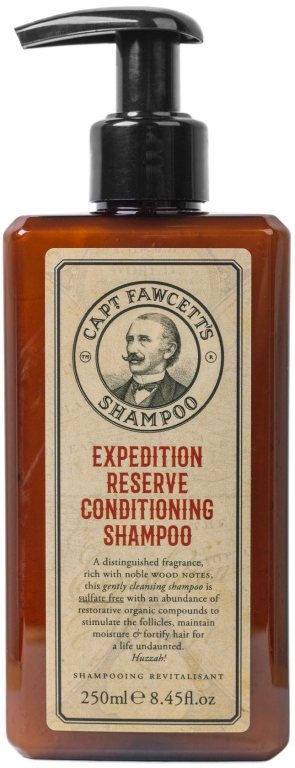 CAPT FAWCETT'S
TM R
SHAMPOO
EXPEDITION
RESERVE
CONDITIONING
SHAMPOO
A distinguished fragrance,
rich with noble WOOD NOTES,
this gently cleansing shampoo is
sulfate free with an abundance of
restorative organic compounds to
stimulate the follicles, maintain
moisture & fortify hair for
a life undaunted.
Huzzah!
SHAMPOOING REVITALISANT
250ml ℮ 8.45fl.oz